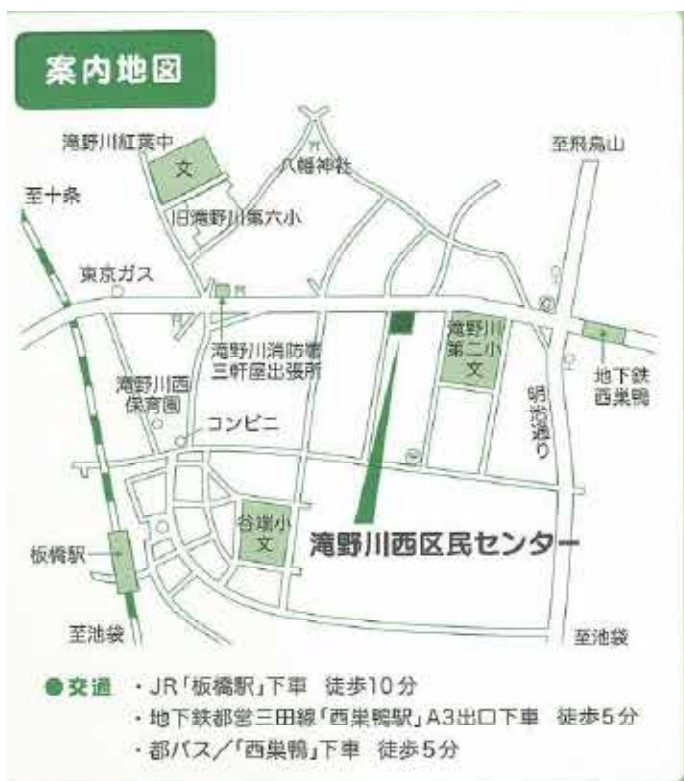 案内地図
滝野川紅葉中
文
八幡神社
至飛鳥山
至十条
旧滝野川第六小
東京ガス
滝野川消防署
三軒屋出張所
滝野川
第二小
文
地下鉄
西巣鴨
滝野川西
保育園
コンビニ
明治通り
谷端小
文
滝野川西区民センター
板橋駅
至池袋
至池袋
●交通 ・JR「板橋駅」下車 徒歩10分
・地下鉄都営三田線「西巣鴨駅」A3出口下車 徒歩5分
・都バス／「西巣鴨」下車 徒歩5分